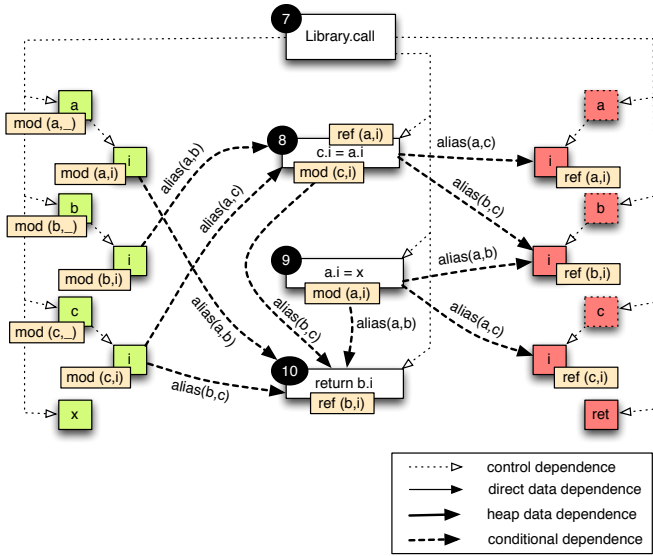 7
Library.call
a
mod (a,_)
i
mod (a,i)
b
mod (b,_)
i
mod (b,i)
c
mod (c,_)
i
mod (c,i)
x
alias(a,b)
alias(a,c)
alias(a,b)
alias(b,c)
8
ref (a,i)
c.i = a.i
mod (c,i)
9
a.i = x
mod (a,i)
alias(b,c)
alias(a,b)
10
return b.i
ref (b,i)
alias(a,c)
alias(b,c)
alias(a,b)
alias(a,c)
a
i
ref (a,i)
b
i
ref (b,i)
c
i
ref (c,i)
ret
control dependence
direct data dependence
heap data dependence
conditional dependence